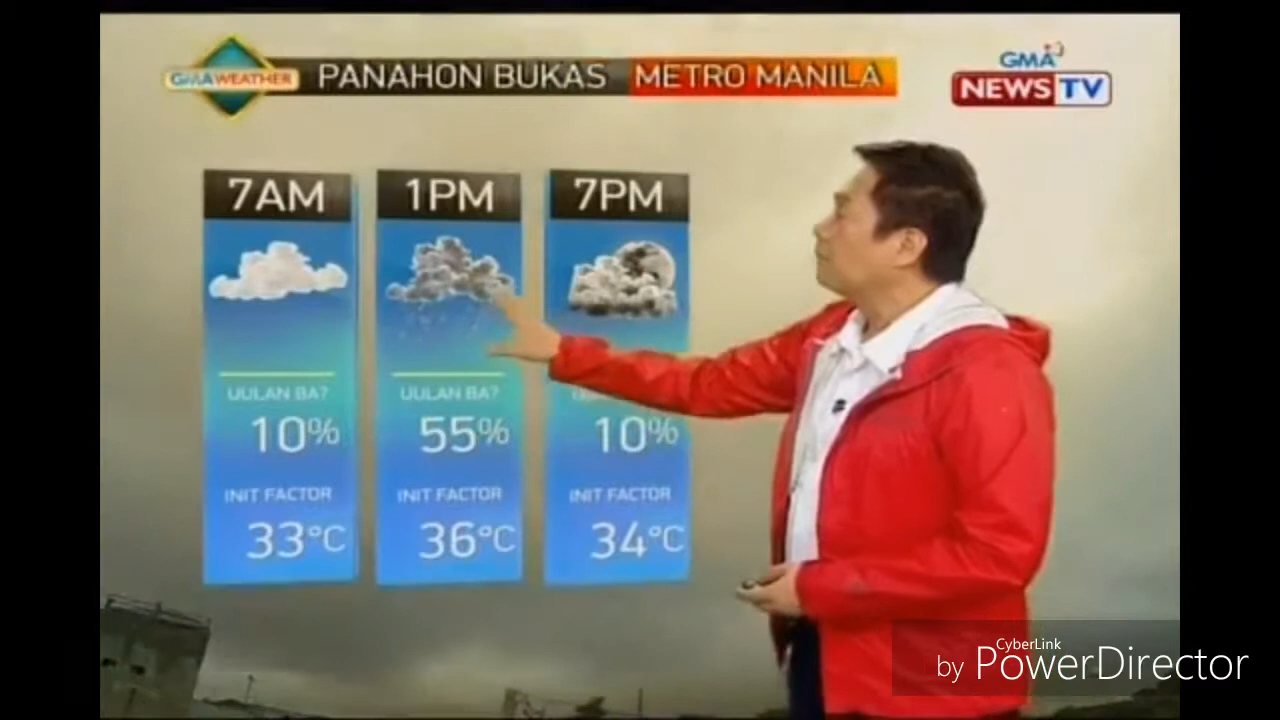 GMA WEATHER
PANAHON BUKAS METRO MANILA
GMA
NEWS TV
7AM
1PM
7PM
UULAN BA?
UULAN BA?
10%
55%
10%
INIT FACTOR
INIT FACTOR
INIT FACTOR
33°C
36°C
34°C
CyberLink
by PowerDirector